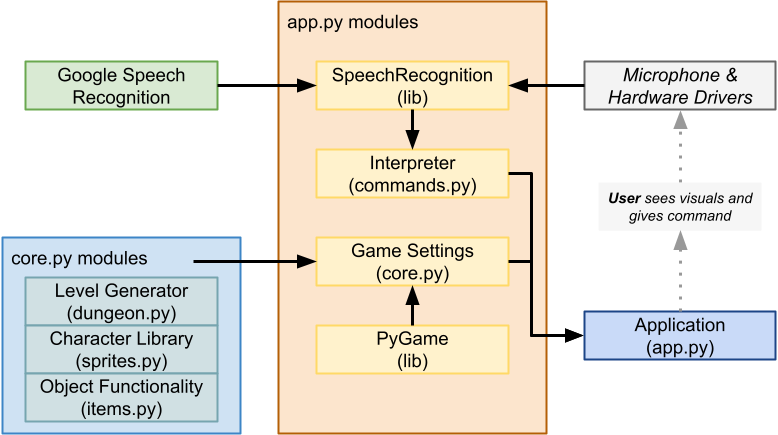 app.py modules
Google Speech
Recognition
SpeechRecognition
(lib)
Microphone &
Hardware Drivers
Interpreter
(commands.py)
User sees visuals and
gives command
core.py modules
Level Generator
(dungeon.py)
Character Library
(sprites.py)
Object Functionality
(items.py)
Game Settings
(core.py)
PyGame
(lib)
Application
(app.py)